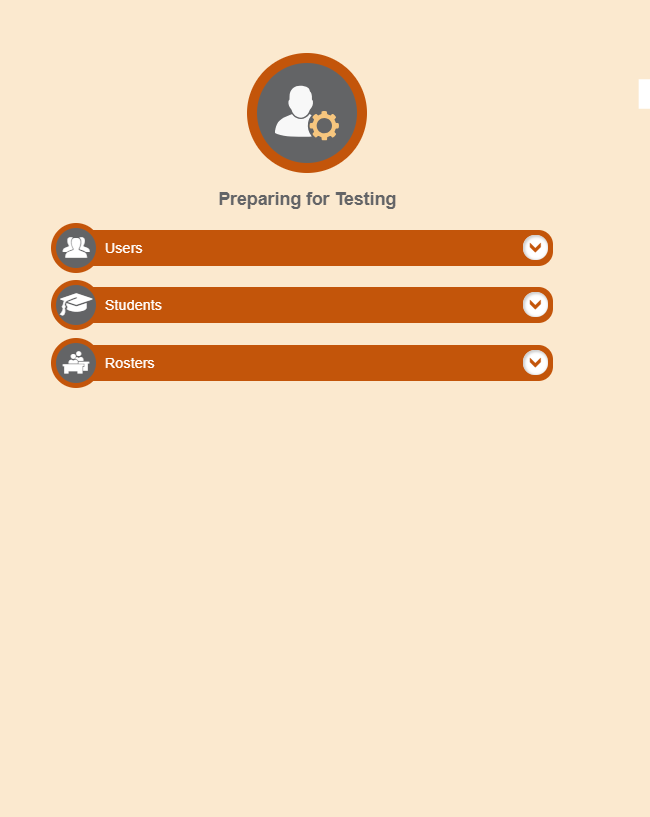 Preparing for Testing
Users
Students
Rosters